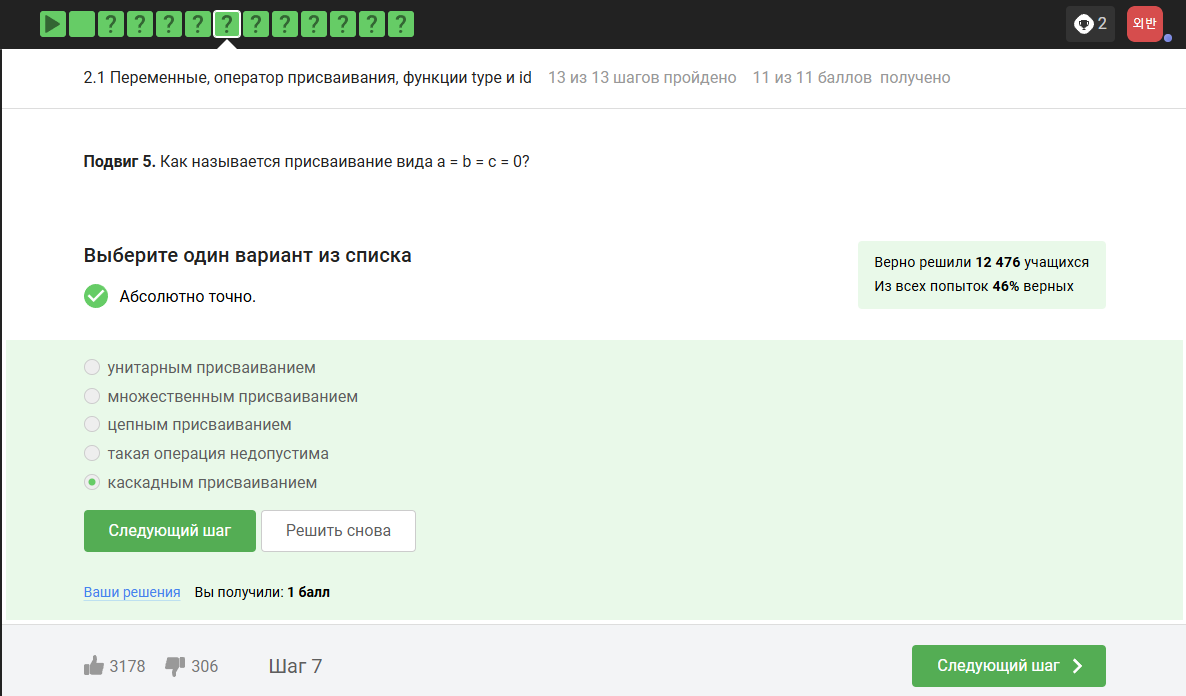 ? ? ? ? ? ? ? ? ? ? ?
2
외반
2.1 Переменные, оператор присваивания, функции type и id 13 из 13 шагов пройдено 11 из 11 баллов получено
Подвиг 5. Как называется присваивание вида a = b = c = 0?
Выберите один вариант из списка
Абсолютно точно.
Верно решили 12 476 учащихся
Из всех попыток 46% верных
унитарным присваиванием
множественным присваиванием
цепным присваиванием
такая операция недопустима
каскадным присваиванием
Следующий шаг
Решить снова
Ваши решения Вы получили: 1 балл
3178 306 Шаг 7
Следующий шаг